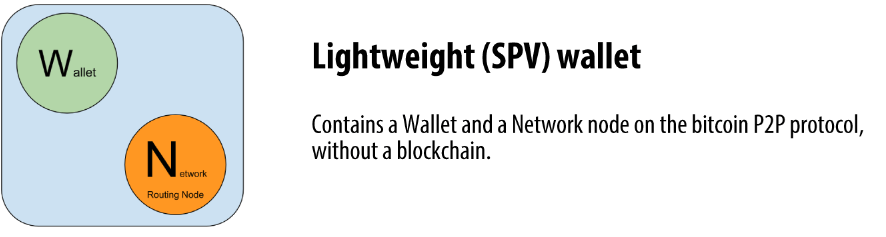 Wallet
Network
Routing Node
Lightweight (SPV) wallet
Contains a Wallet and a Network node on the bitcoin P2P protocol,
without a blockchain.